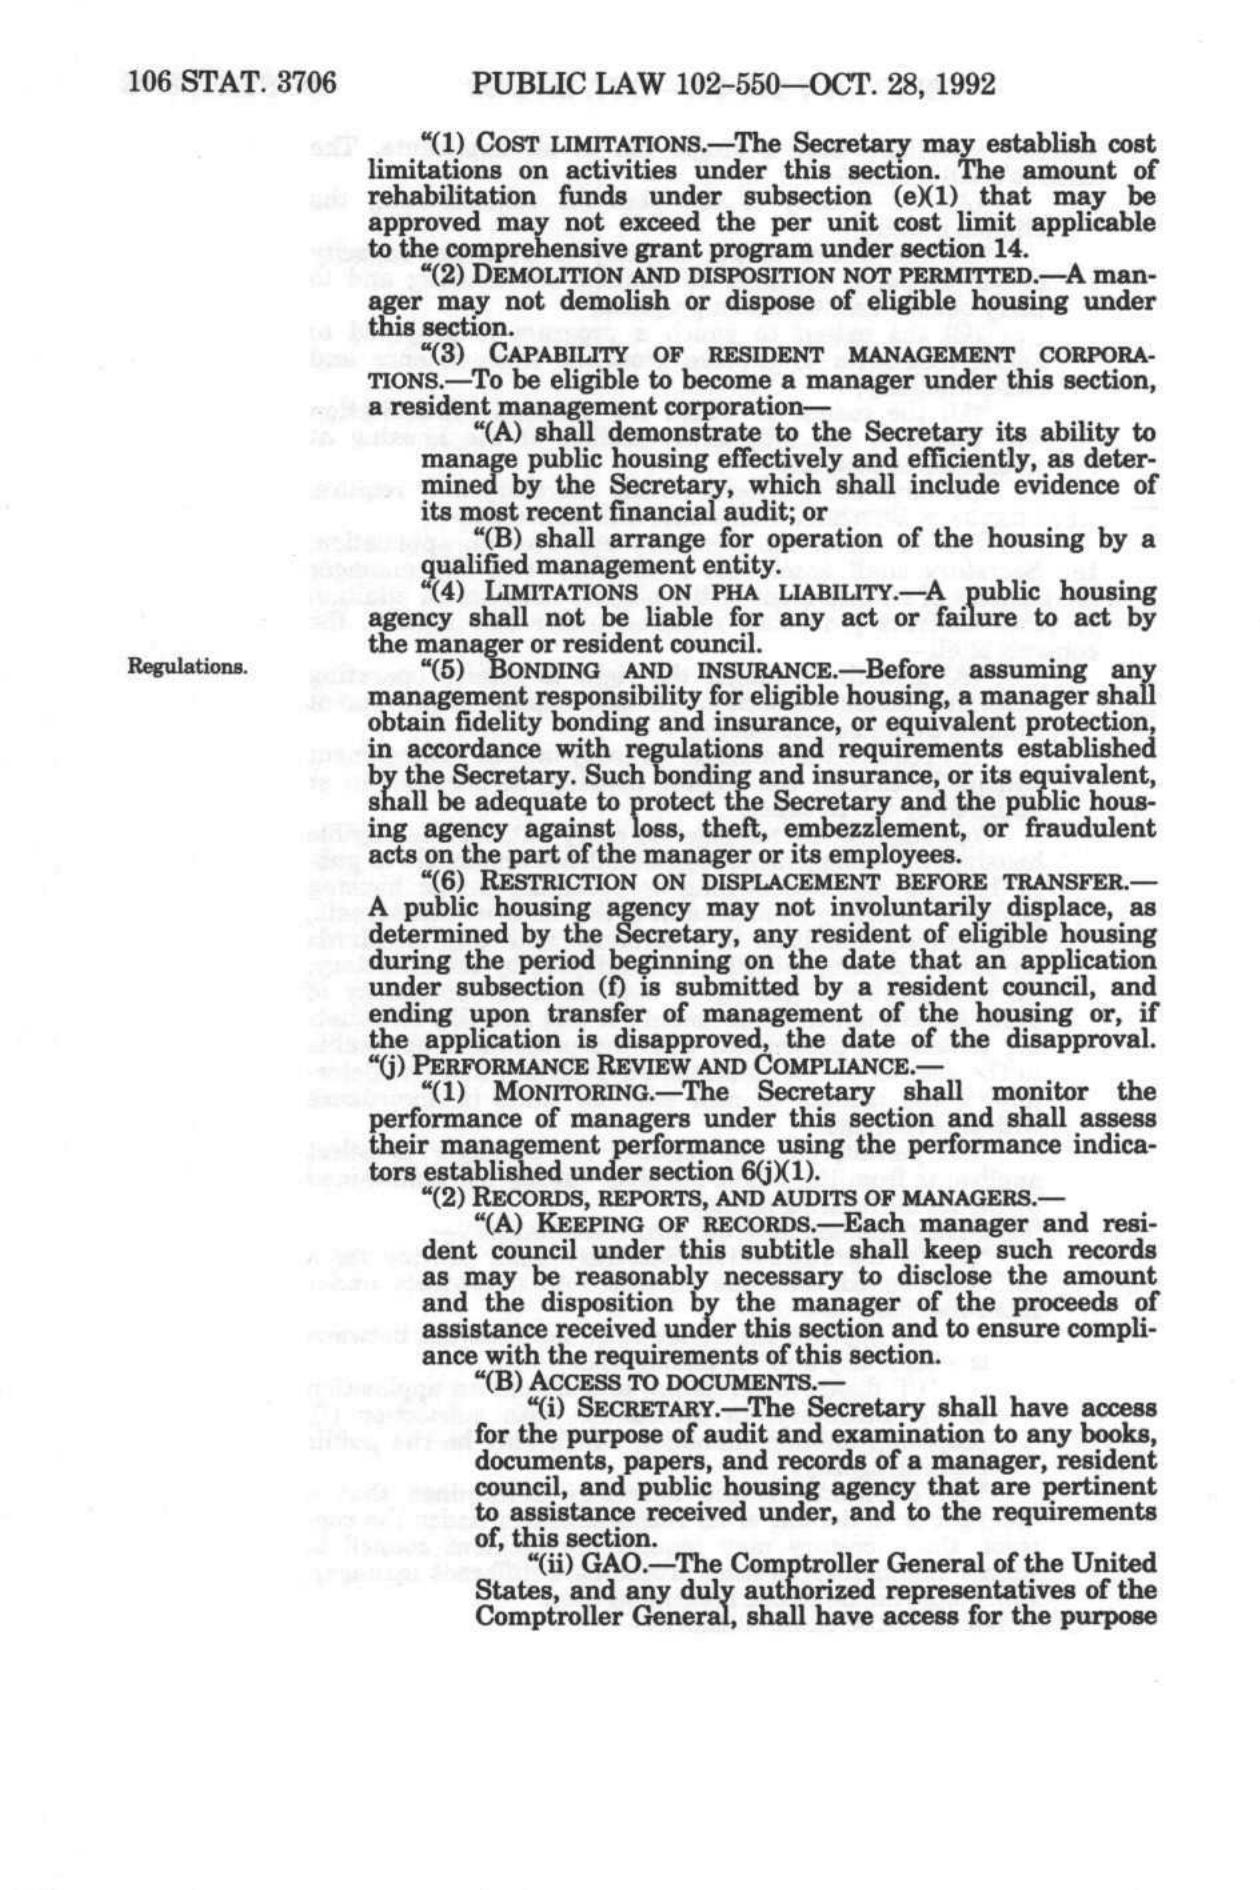 106 STAT. 3706 PUBLIC LAW 102-550—OCT. 28, 1992
“(1) COST LIMITATIONS.—The Secretary may establish cost
limitations on activities under this section. The amount of
rehabilitation funds under subsection (e)(1) that may be
approved may not exceed the per unit cost limit applicable
to the comprehensive grant program under section 14.
“(2) DEMOLITION AND DISPOSITION NOT PERMITTED.—A man-
ager may not demolish or dispose of eligible housing under
this section.
“(3) CAPABILITY OF RESIDENT MANAGEMENT CORPORA-
TIONS.—To be eligible to become a manager under this section,
a resident management corporation—
“(A) shall demonstrate to the Secretary its ability to
manage public housing effectively and efficiently, as deter-
mined by the Secretary, which shall include evidence of
its most recent financial audit; or
“(B) shall arrange for operation of the housing by a
qualified management entity.
“(4) LIMITATIONS ON PHA LIABILITY.—A public housing
agency shall not be liable for any act or failure to act by
the manager or resident council.
Regulations.
“(5) BONDING AND INSURANCE.—Before assuming any
management responsibility for eligible housing, a manager shall
obtain fidelity bonding and insurance, or equivalent protection,
in accordance with regulations and requirements established
by the Secretary. Such bonding and insurance, or its equivalent,
shall be adequate to protect the Secretary and the public hous-
ing agency against loss, theft, embezzlement, or fraudulent
acts on the part of the manager or its employees.
“(6) RESTRICTION ON DISPLACEMENT BEFORE TRANSFER.—
A public housing agency may not involuntarily displace, as
determined by the Secretary, any resident of eligible housing
during the period beginning on the date that an application
under subsection (f) is submitted by a resident council, and
ending upon transfer of management of the housing or, if
the application is disapproved, the date of the disapproval.
“(j) PERFORMANCE REVIEW AND COMPLIANCE.—
“(1) MONITORING.—The Secretary shall monitor the
performance of managers under this section and shall assess
their management performance using the performance indica-
tors established under section 6(j)(1).
“(2) RECORDS, REPORTS, AND AUDITS OF MANAGERS.—
“(A) KEEPING OF RECORDS.—Each manager and resi-
dent council under this subtitle shall keep such records
as may be reasonably necessary to disclose the amount
and the disposition by the manager of the proceeds of
assistance received under this section and to ensure compli-
ance with the requirements of this section.
“(B) ACCESS TO DOCUMENTS.—
“(i) SECRETARY.—The Secretary shall have access
for the purpose of audit and examination to any books,
documents, papers, and records of a manager, resident
council, and public housing agency that are pertinent
to assistance received under, and to the requirements
of, this section.
“(ii) GAO.—The Comptroller General of the United
States, and any duly authorized representatives of the
Comptroller General, shall have access for the purpose